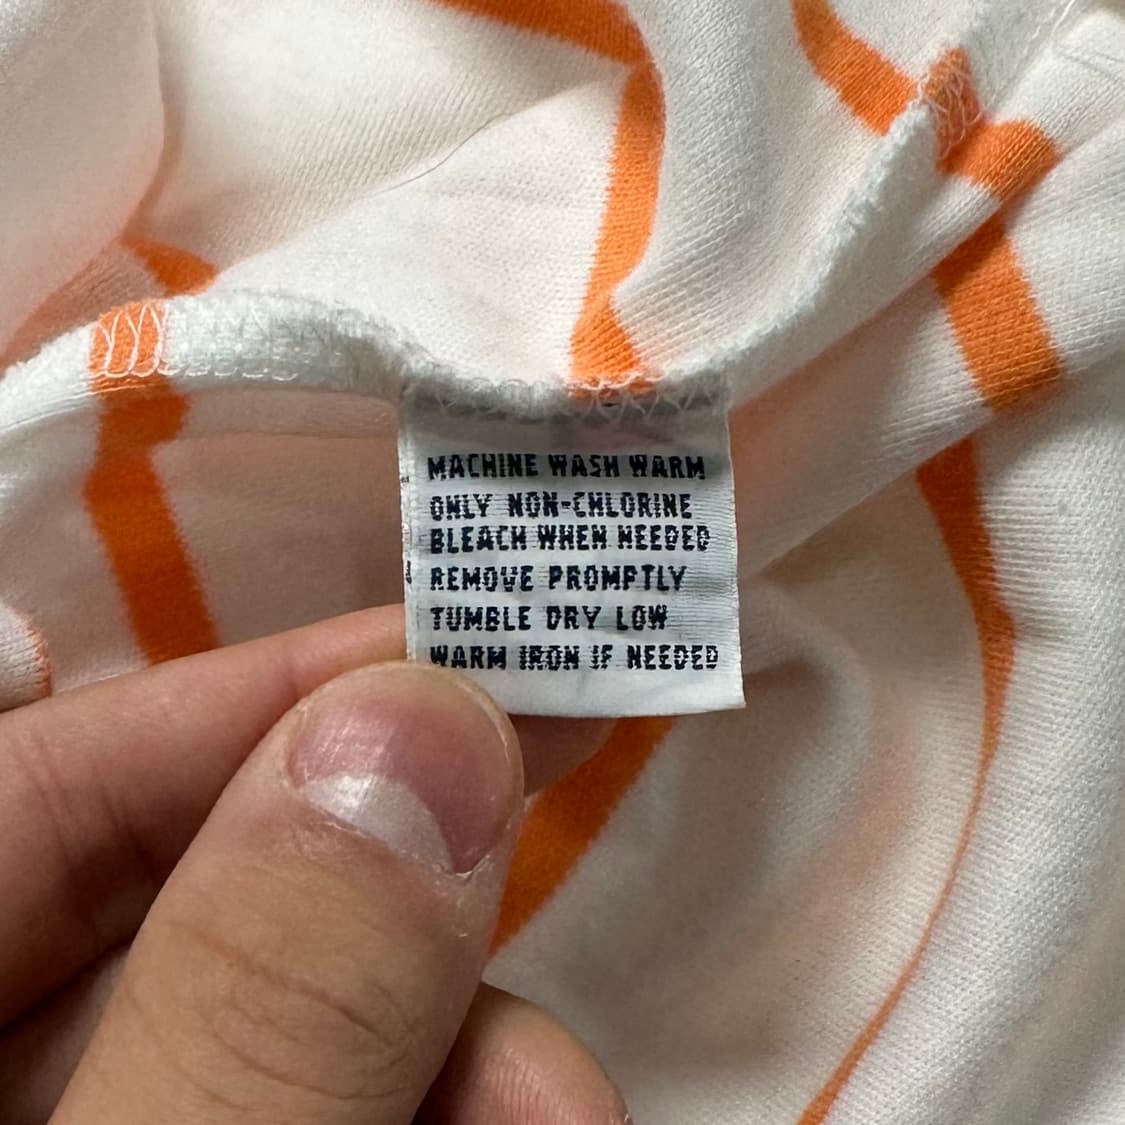 MACHINE WASH WARM
ONLY NON-CHLORINE
BLEACH WHEN NEEDED
REMOVE PROMPTLY
TUMBLE DRY LOW
WARM IRON IF NEEDED